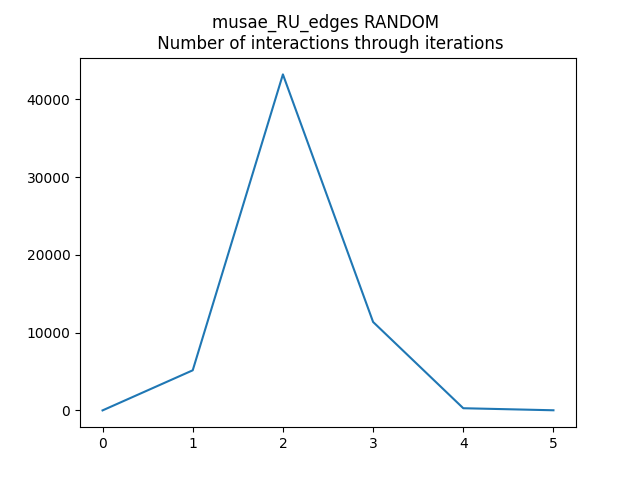 musae_RU_edges RANDOM
Number of interactions through iterations
40000
30000
20000
10000
0
0 1 2 3 4 5